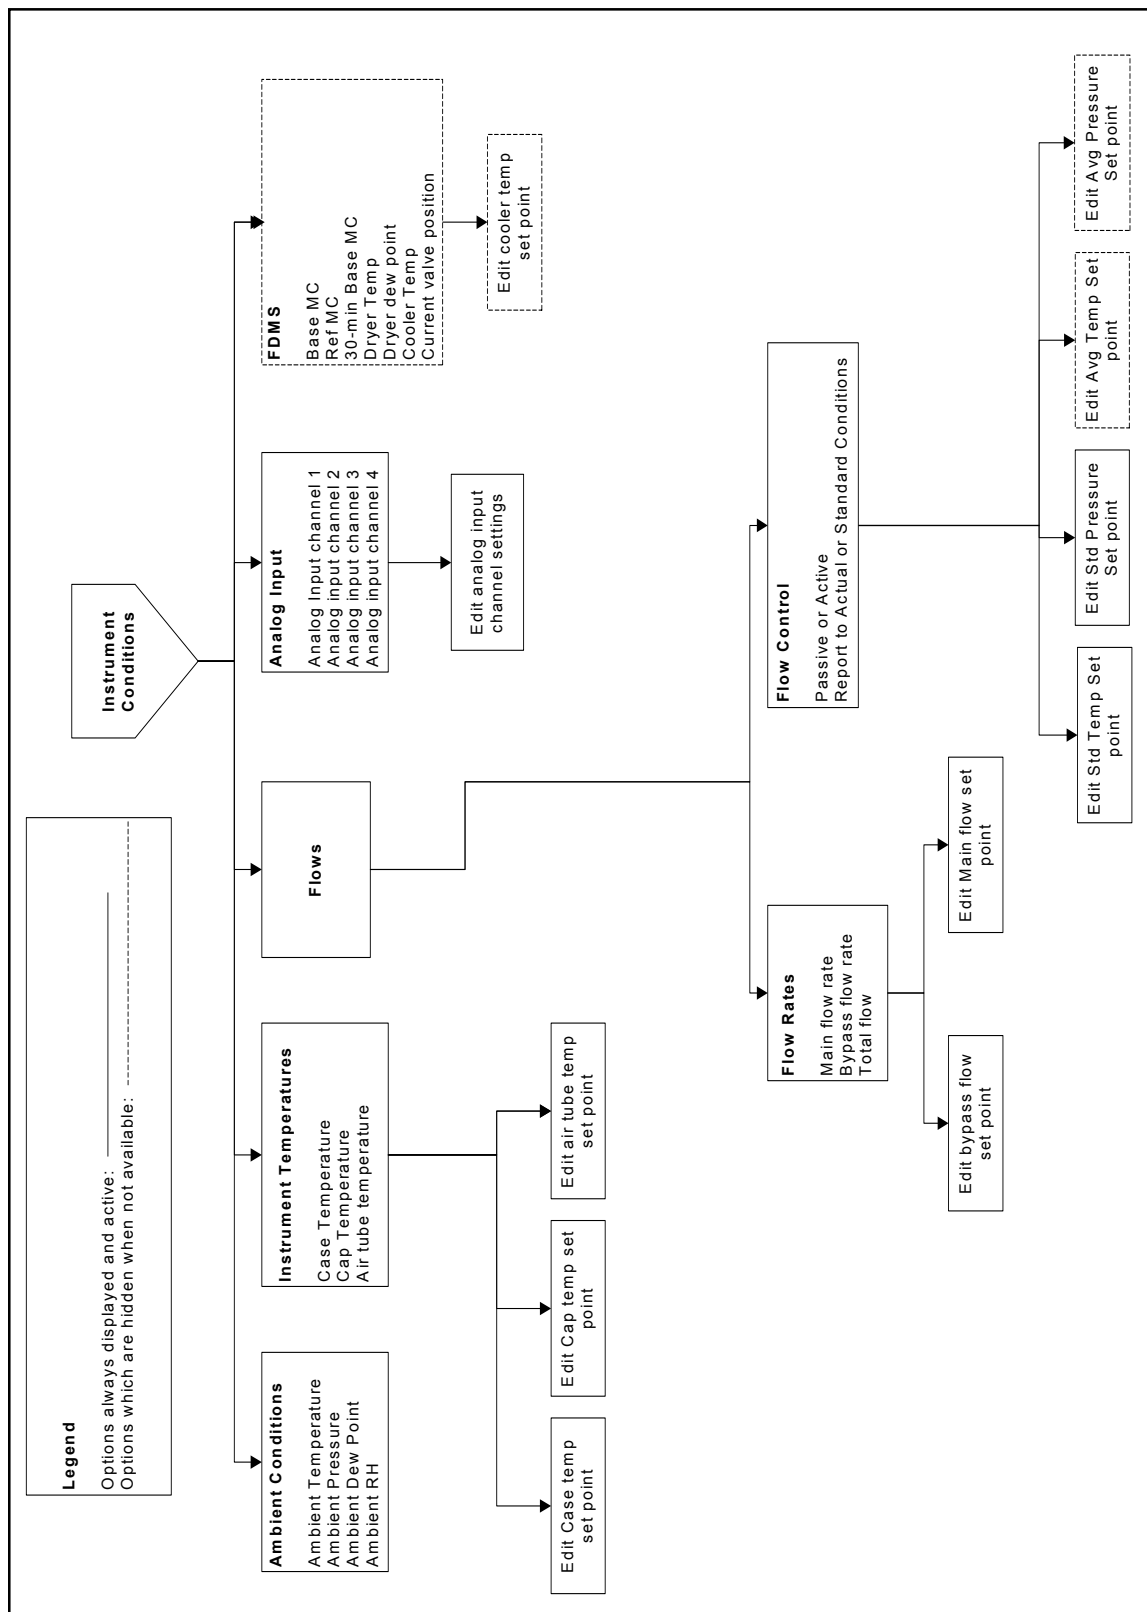 Legend
Options always displayed and active:
Options which are hidden when not available:
Instrument
Conditions
Ambient Conditions
Ambient Temperature
Ambient Pressure
Ambient Dew Point
Ambient RH
Instrument Temperatures
Case Temperature
Cap Temperature
Air tube temperature
Flows
Analog Input
Analog Input channel 1
Analog input channel 2
Analog input channel 3
Analog input channel 4
FDMS
Base MC
Ref MC
30-min Base MC
Dryer Temp
Dryer dew point
Cooler Temp
Current valve position
Edit analog input
channel settings
Edit cooler temp
set point
Edit Case temp
set point
Edit Cap temp set
point
Edit air tube temp
set point
Flow Rates
Main flow rate
Bypass flow rate
Total flow
Flow Control
Passive or Active
Report to Actual or Standard Conditions
Edit bypass flow
set point
Edit Main flow set
point
Edit Std Temp Set
point
Edit Std Pressure
Set point
Edit Avg Temp Set
point
Edit Avg Pressure
Set point